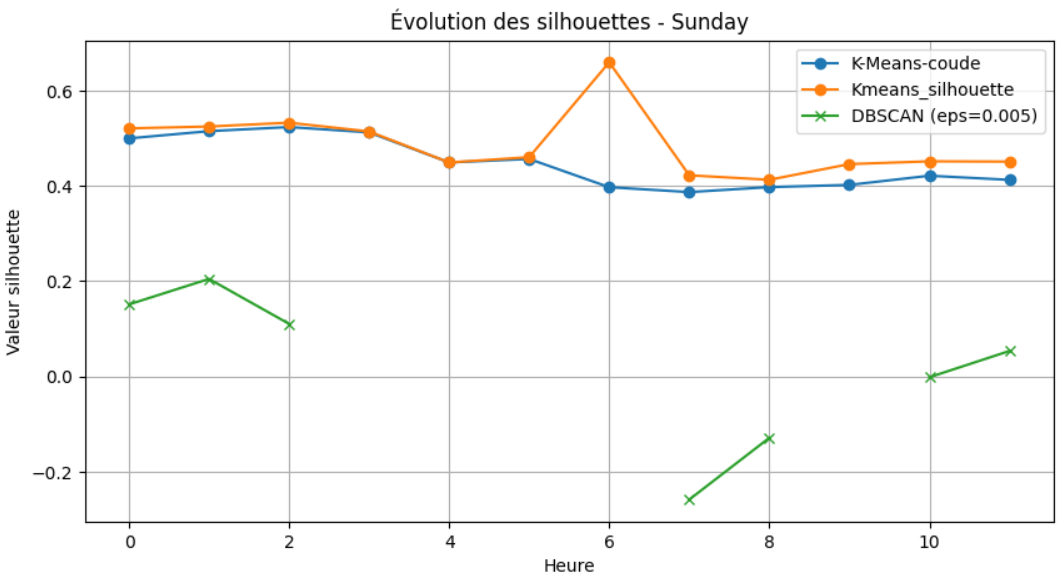 Évolution des silhouettes - Sunday
K-Means-coude
Kmeans_silhouette
DBSCAN (eps=0.005)
Valeur silhouette
0.6
0.4
0.2
0.0
−0.2
0 2 4 6 8 10
Heure